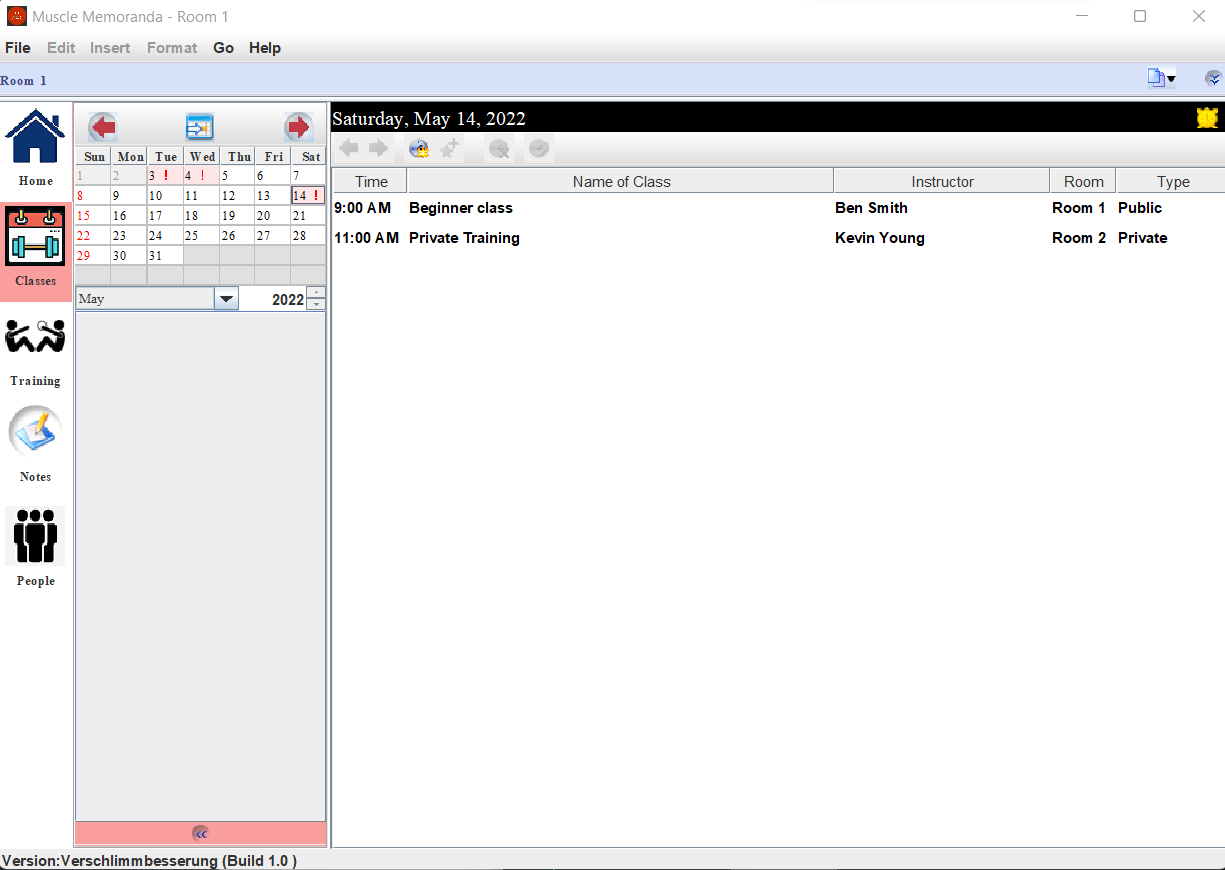 Muscle Memoranda - Room 1
File Edit Insert Format Go Help
Room 1
Home
Classes
Training
Notes
People
Sun Mon Tue Wed Thu Fri Sat
1 2 3 ! 4 ! 5 6 7
8 9 10 11 12 13 14 !
15 16 17 18 19 20 21
22 23 24 25 26 27 28
29 30 31
May 2022
Saturday, May 14, 2022
Time Name of Class Instructor Room Type
9:00 AM Beginner class Ben Smith Room 1 Public
11:00 AM Private Training Kevin Young Room 2 Private
Version:Verschlimmbesserung (Build 1.0 )